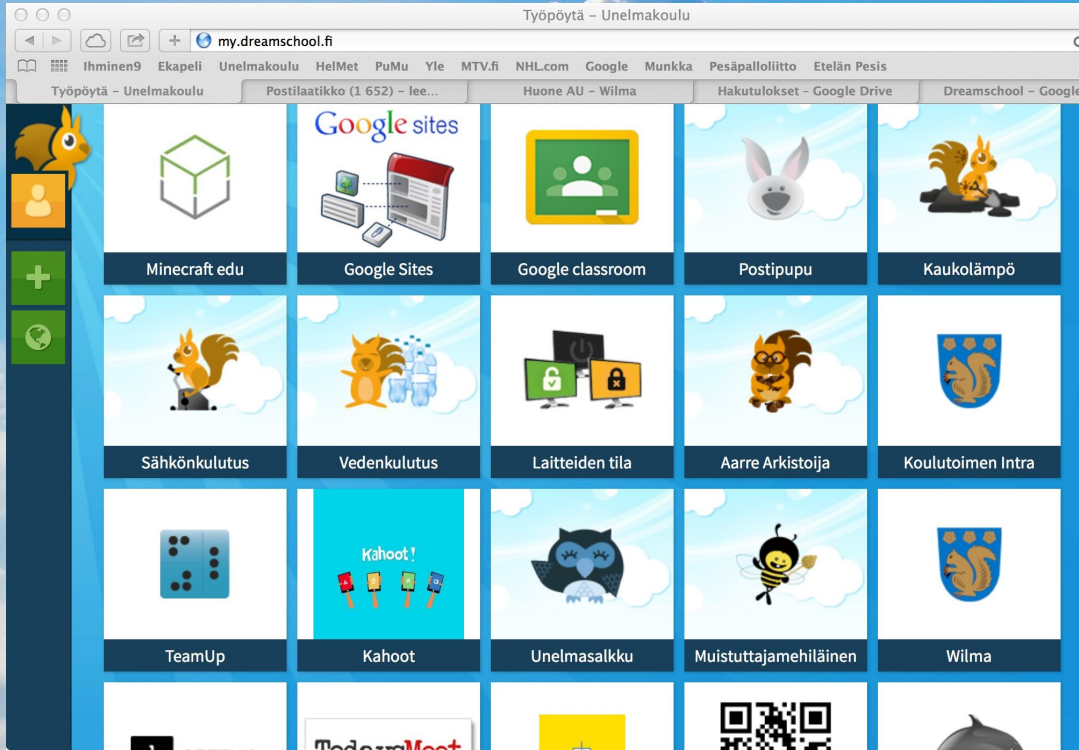 Työpöytä – Unelmakoulu
my.dreamschool.fi
Ihminen9 Ekapeli Unelmakoulu HelMet PuMu Yle MTV.fi NHL.com Google Munkka Pesäpalloliitto Etelän Pesis
Työpöytä – Unelmakoulu Postilaatikko (1 652) – lee... Huone AU – Wilma Hakutulokset – Google Drive Dreamschool – Google
Google sites
Minecraft edu Google Sites Google classroom Postipupu Kaukolämpö
Sähkönkulutus Vedenkulutus Laitteiden tila Aarre Arkistoija Koulutoimen Intra
Kahoot!
TeamUp Kahoot Unelmasalkku Muistuttajamehiläinen Wilma
TodaysMeet